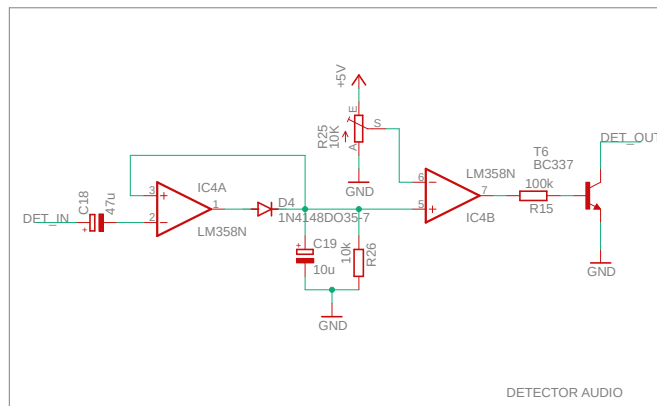 +5V
E
R25
10K
S
A
GND
T6
BC337
DET_OUT
C18
47u
DET_IN
+
3
+
2
−
1
IC4A
LM358N
D4
1N4148DO35-7
6
−
5
+
7
LM358N
IC4B
100k
R15
GND
+
C19
10u
10k
R26
GND
DETECTOR AUDIO